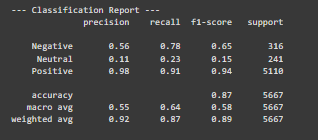 --- Classification Report ---
precision recall f1-score support
Negative 0.56 0.78 0.65 316
Neutral 0.11 0.23 0.15 241
Positive 0.98 0.91 0.94 5110
accuracy 0.87 5667
macro avg 0.55 0.64 0.58 5667
weighted avg 0.92 0.87 0.89 5667